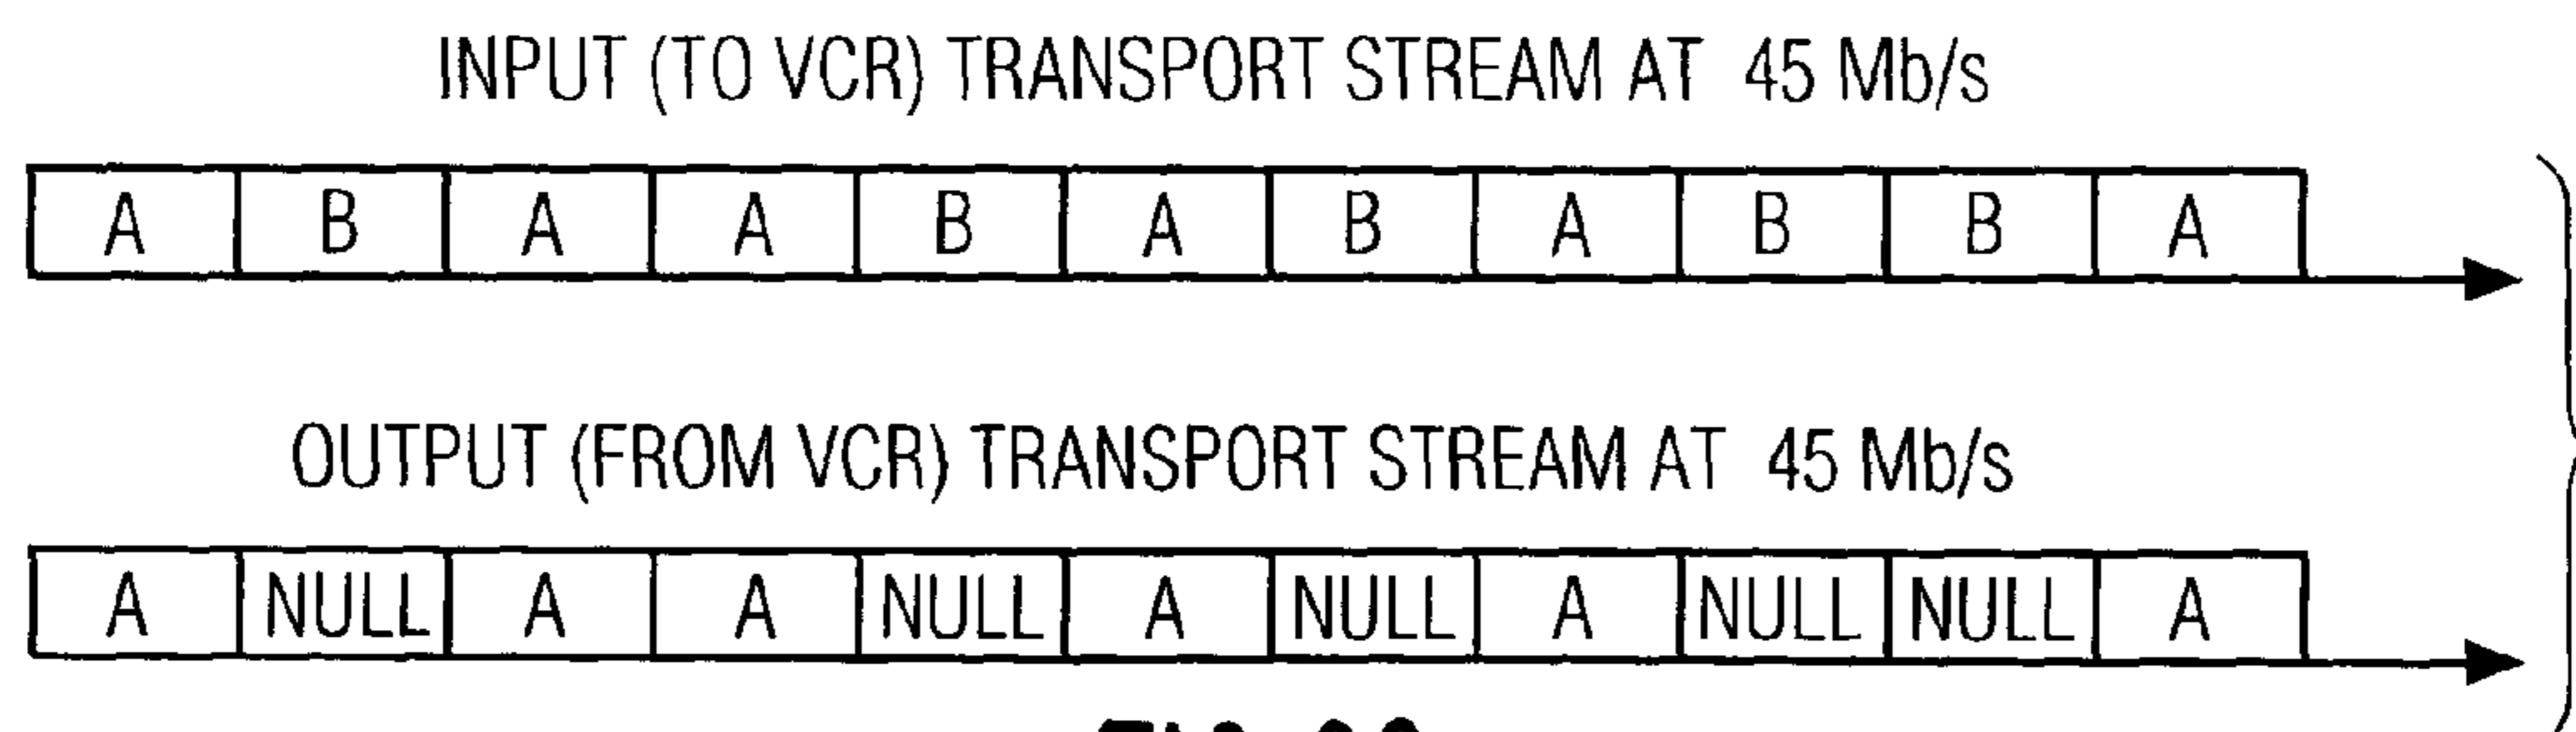 INPUT (TO VCR) TRANSPORT STREAM AT 45 Mb/s
A B A A B A B A B B A
OUTPUT (FROM VCR) TRANSPORT STREAM AT 45 Mb/s
A NULL A A NULL A NULL A NULL NULL A